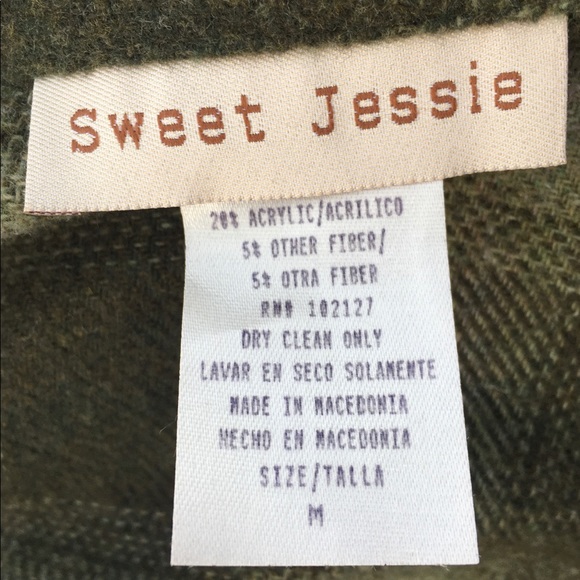 Sweet Jessie
20% ACRYLIC/ACRILICO
5% OTHER FIBER/
5% OTRA FIBER
RN# 102127
DRY CLEAN ONLY
LAVAR EN SECO SOLAMENTE
MADE IN MACEDONIA
HECHO EN MACEDONIA
SIZE/TALLA
M